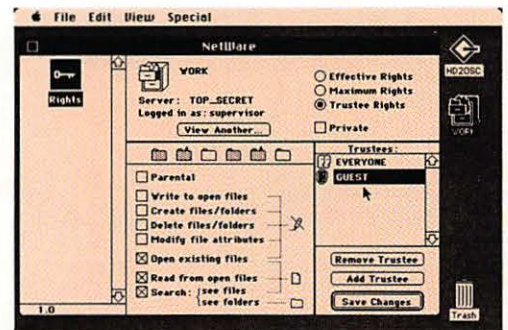 File Edit View Special
NetWare
Rights
WORK
Server: TOP_SECRET
Logged in as: supervisor
View Another...
Effective Rights
Maximum Rights
Trustee Rights
Private
HD20SC
WORK
Parental
Write to open files
Create files/folders
Delete files/folders
Modify file attributes
Open existing files
Read from open files
Search: see files
see folders
Trustees:
EVERYONE
GUEST
Remove Trustee
Add Trustee
Save Changes
1.0
Trash